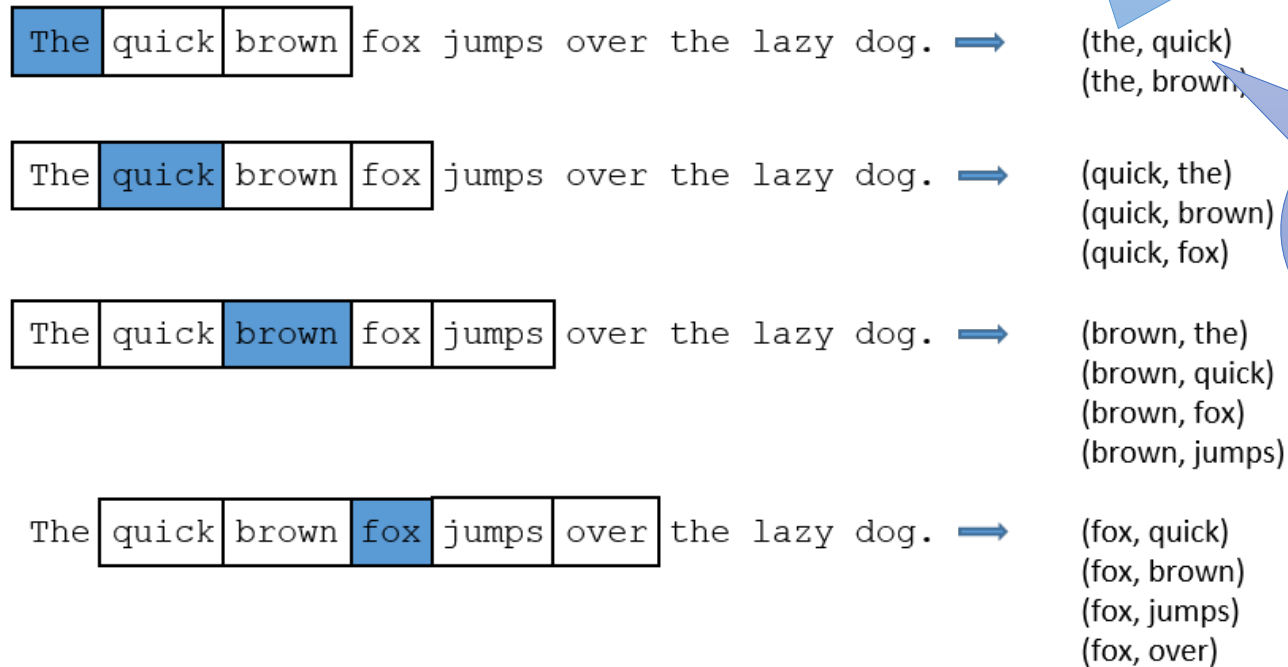 The quick brown fox jumps over the lazy dog. (the, quick)
(the, brown)
The quick brown fox jumps over the lazy dog. (quick, the)
(quick, brown)
(quick, fox)
The quick brown fox jumps over the lazy dog. (brown, the)
(brown, quick)
(brown, fox)
(brown, jumps)
The quick brown fox jumps over the lazy dog. (fox, quick)
(fox, brown)
(fox, jumps)
(fox, over)